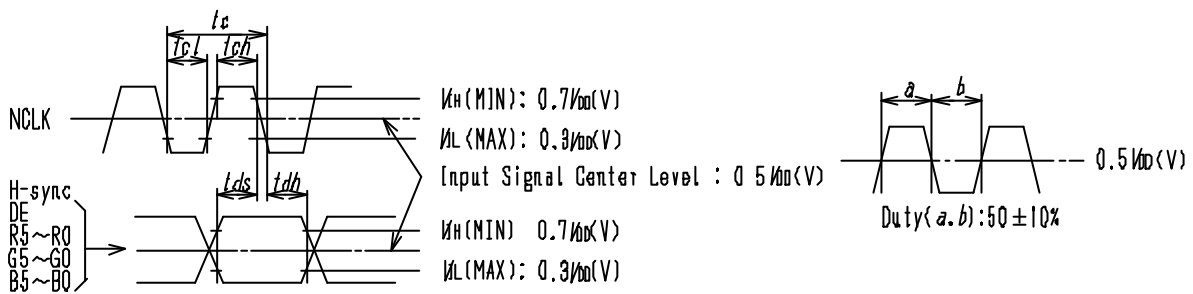 tc
tcl tch
NCLK
VIH(MIN): 0.7VDD(V)
VIL(MAX): 0.3VDD(V)
Input Signal Center Level : 0.5VDD(V)
tds tdh
H-sync
DE
R5~R0
G5~G0
B5~B0
VIH(MIN) 0.7VDD(V)
VIL(MAX): 0.3VDD(V)
a b
0.5VDD(V)
Duty(a.b):50±10%